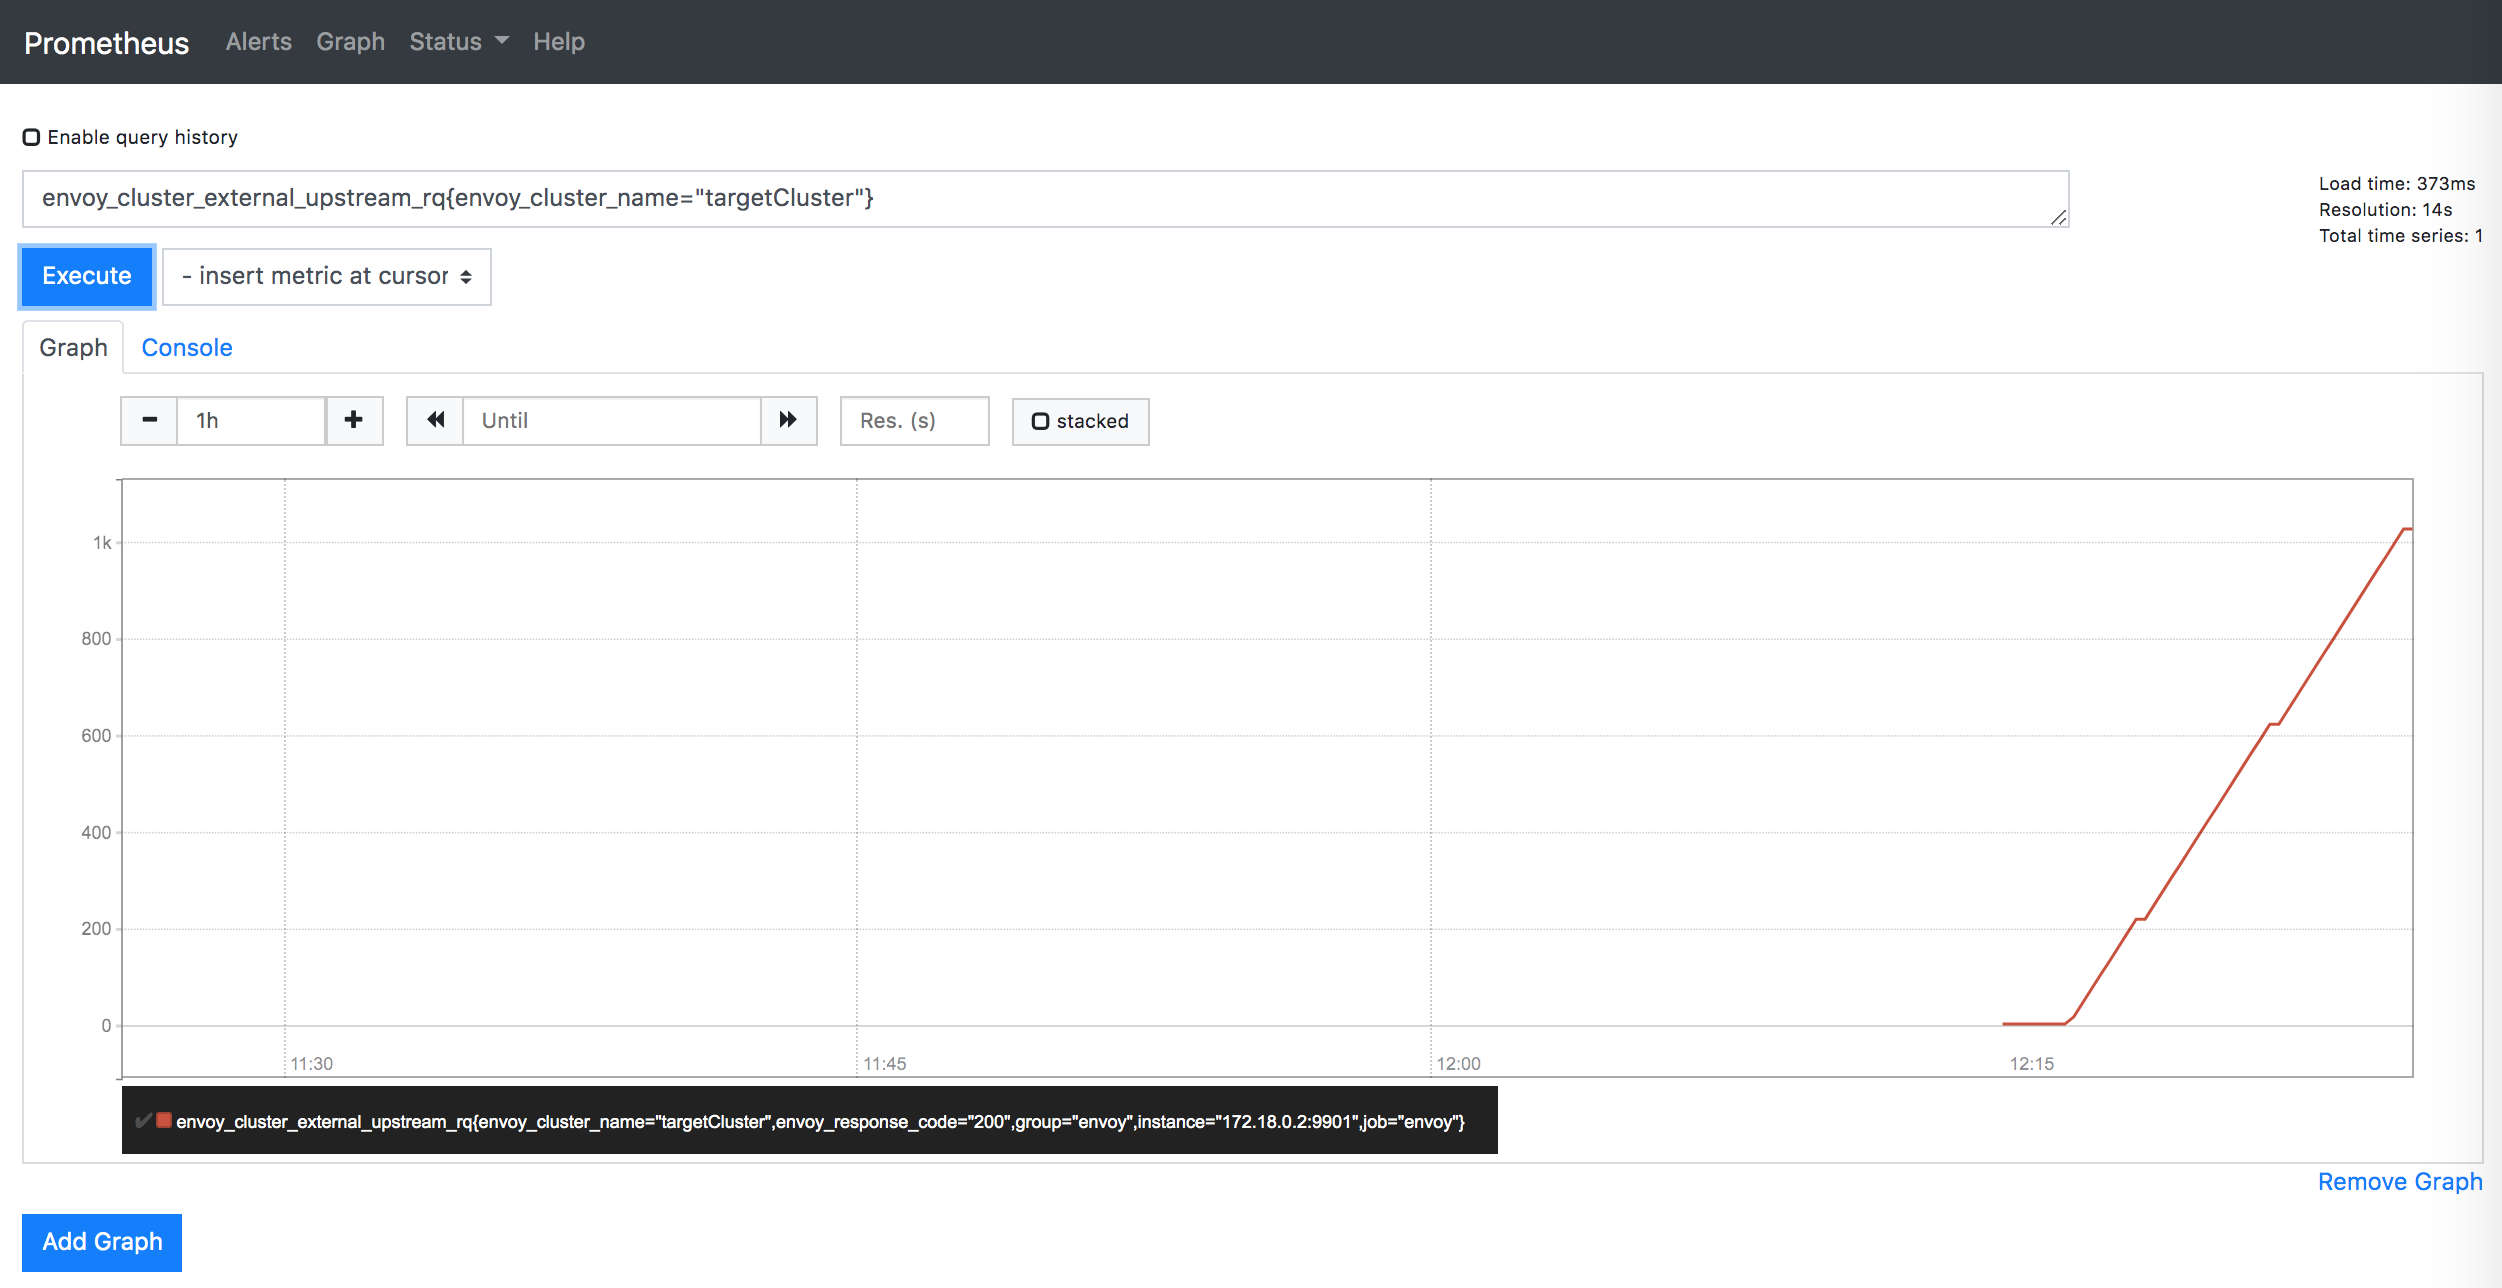 Prometheus Alerts Graph Status Help
Enable query history
envoy_cluster_external_upstream_rq{envoy_cluster_name="targetCluster"}
Load time: 373ms
Resolution: 14s
Total time series: 1
Execute - insert metric at cursor
Graph Console
1h Until Res. (s) stacked
1k
800
600
400
200
0
11:30 11:45 12:00 12:15
envoy_cluster_external_upstream_rq{envoy_cluster_name="targetCluster",envoy_response_code="200",group="envoy",instance="172.18.0.2:9901",job="envoy"}
Remove Graph
Add Graph